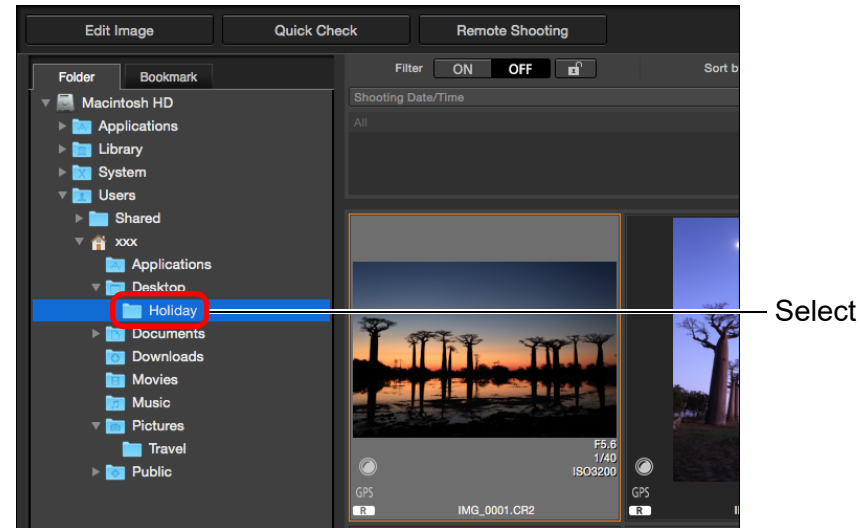 Edit Image
Quick Check
Remote Shooting
Folder
Bookmark
Macintosh HD
Applications
Library
System
Users
Shared
xxx
Applications
Desktop
Holiday
Documents
Downloads
Movies
Music
Pictures
Travel
Public
Filter
ON
OFF
Sort b
Shooting Date/Time
All
F5.6
1/40
ISO3200
GPS
R
IMG_0001.CR2
GPS
R
Select